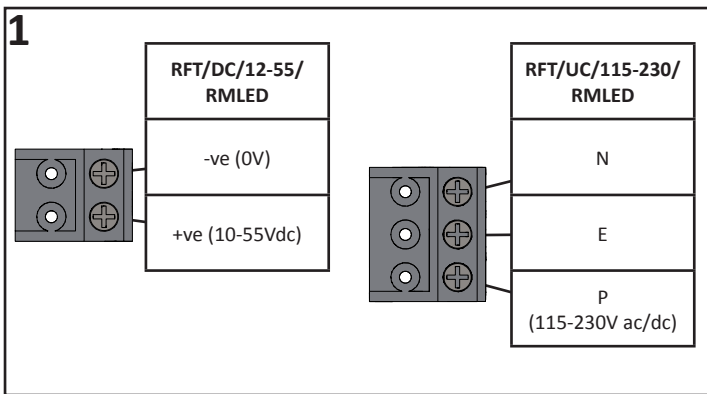 1
RFT/DC/12-55/
RMLED
-ve (0V)
+ve (10-55Vdc)
RFT/UC/115-230/
RMLED
N
E
P
(115-230V ac/dc)